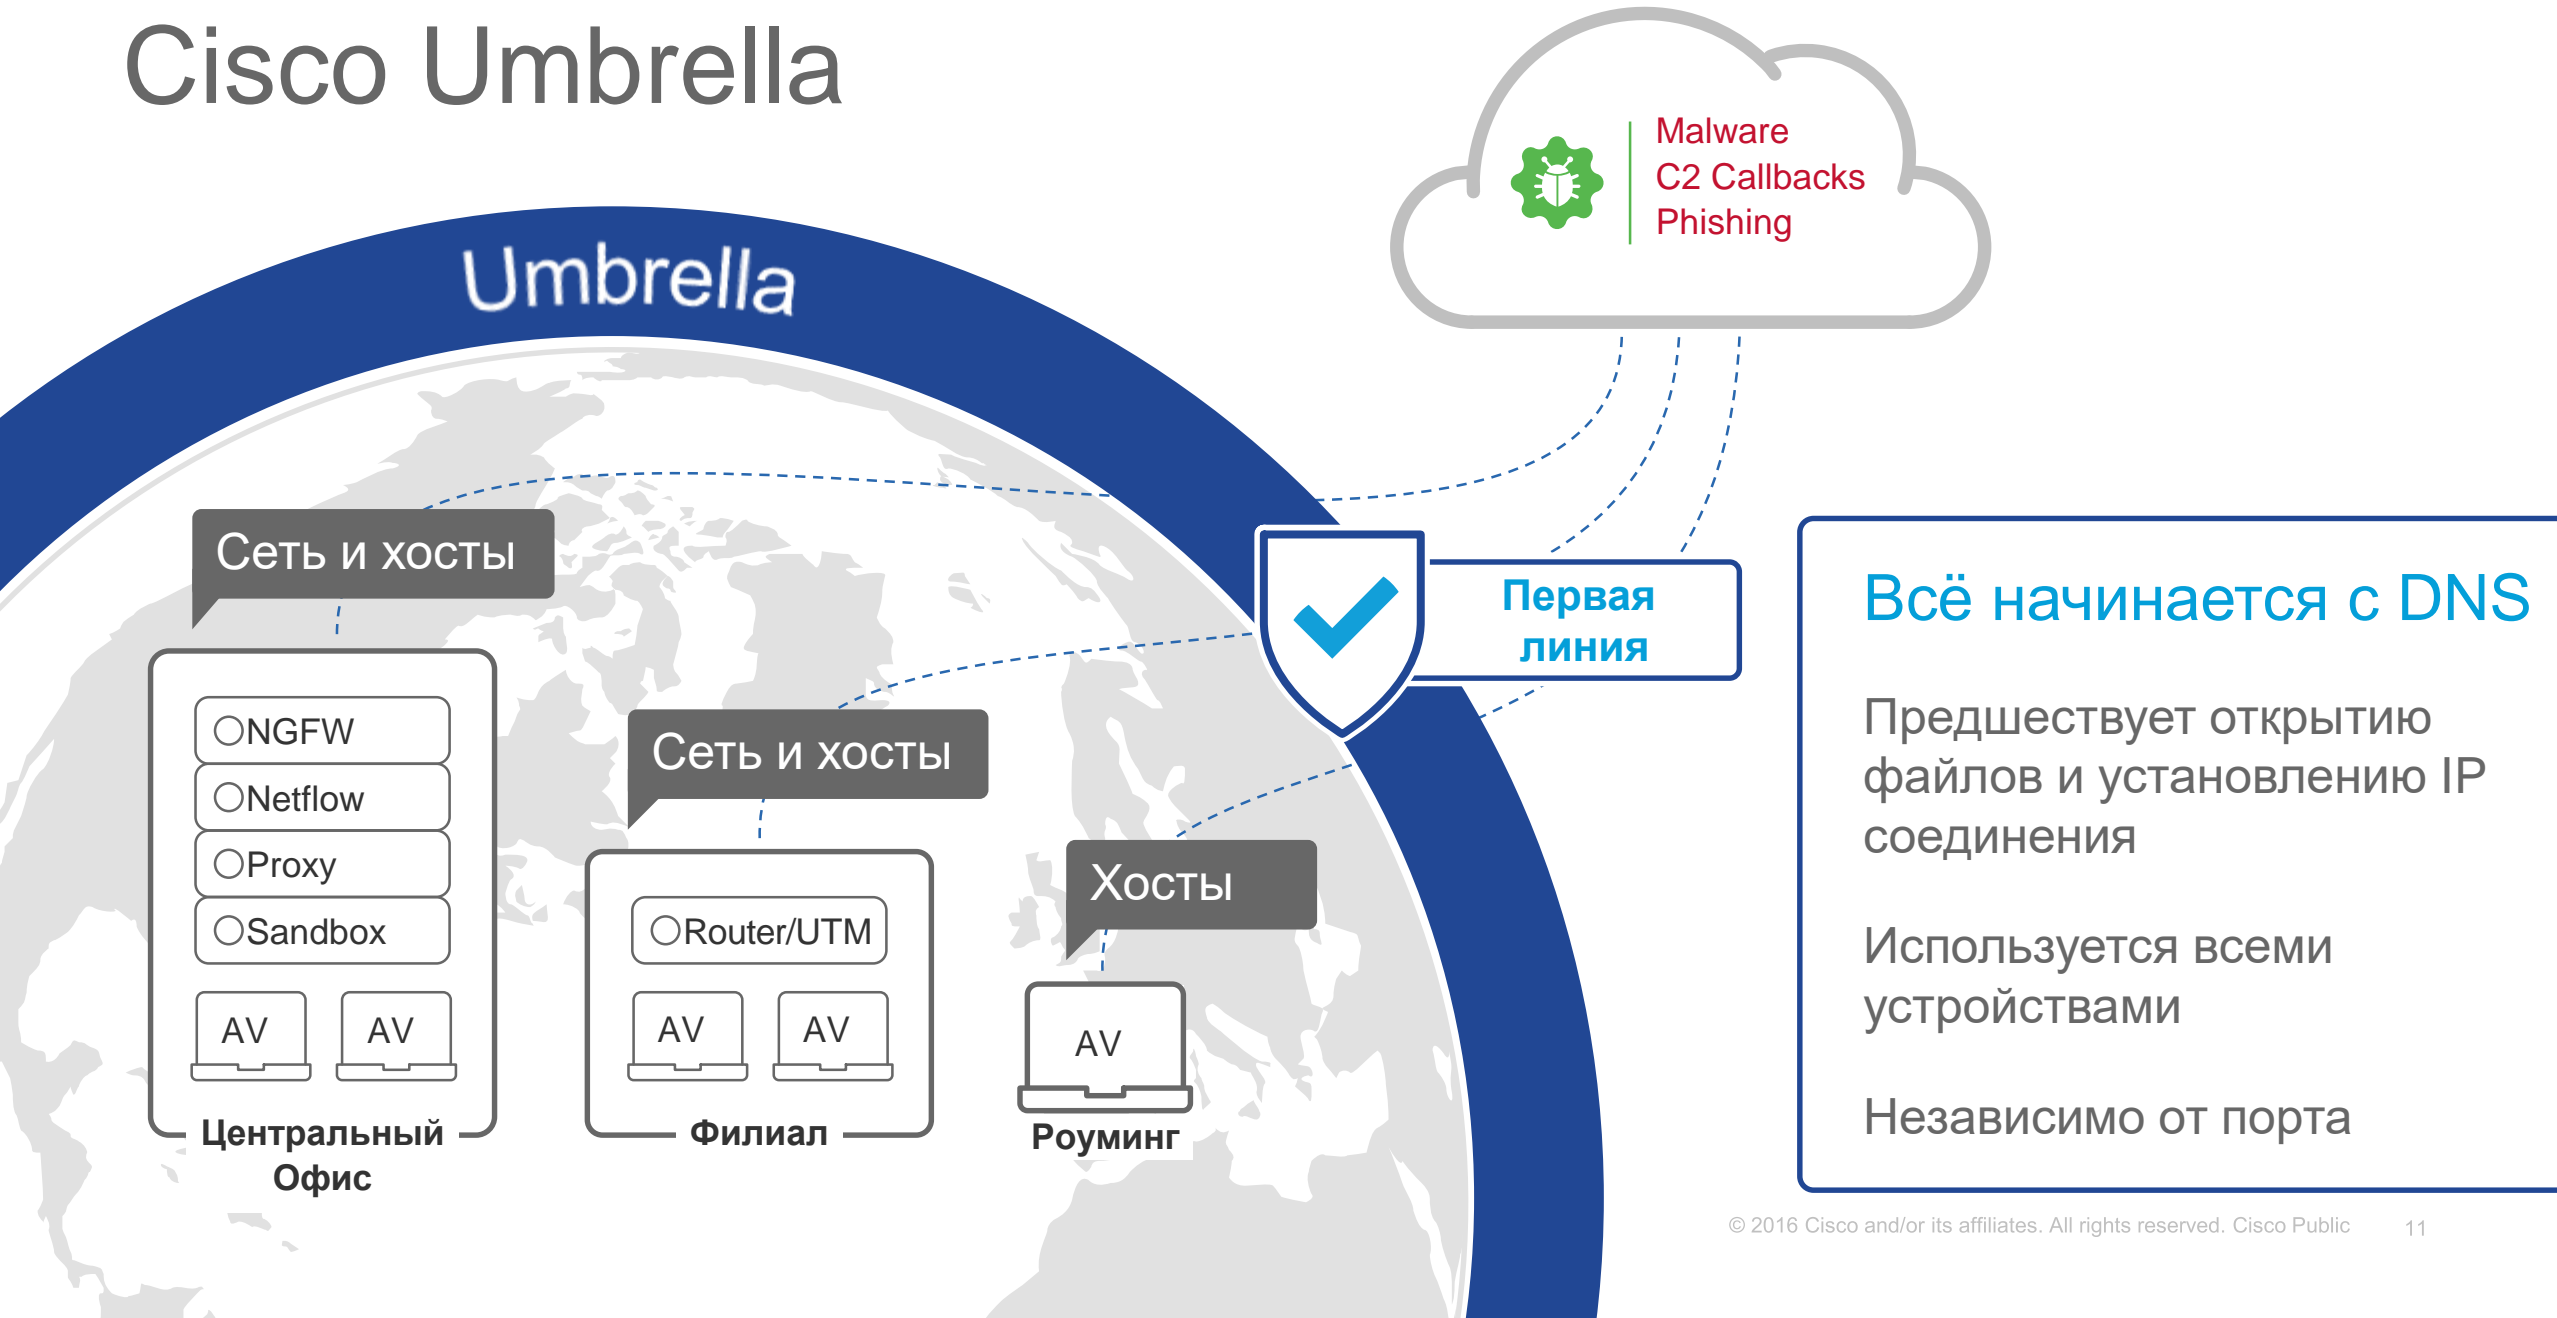 Cisco Umbrella
Malware
C2 Callbacks
Phishing
Umbrella
Сеть и хосты
NGFW
Netflow
Proxy
Sandbox
AV
AV
Центральный
Офис
Сеть и хосты
Router/UTM
AV
AV
Филиал
Хосты
AV
Роуминг
Первая
линия
Всё начинается с DNS
Предшествует открытию
файлов и установлению IP
соединения
Используется всеми
устройствами
Независимо от порта
© 2016 Cisco and/or its affiliates. All rights reserved. Cisco Public
11